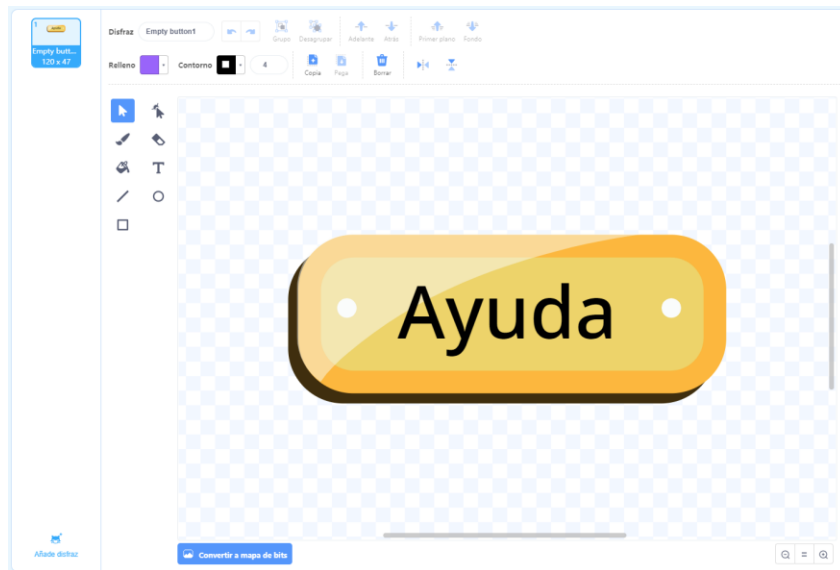 1
Empty butt...
120 x 47
Disfraz Empty button1
Grupo Desagrupar Adelante Atrás Primer plano Fondo
Relleno Contorno 4
Copia Pega Borrar
T
Ayuda
Añade disfraz
Convertir a mapa de bits